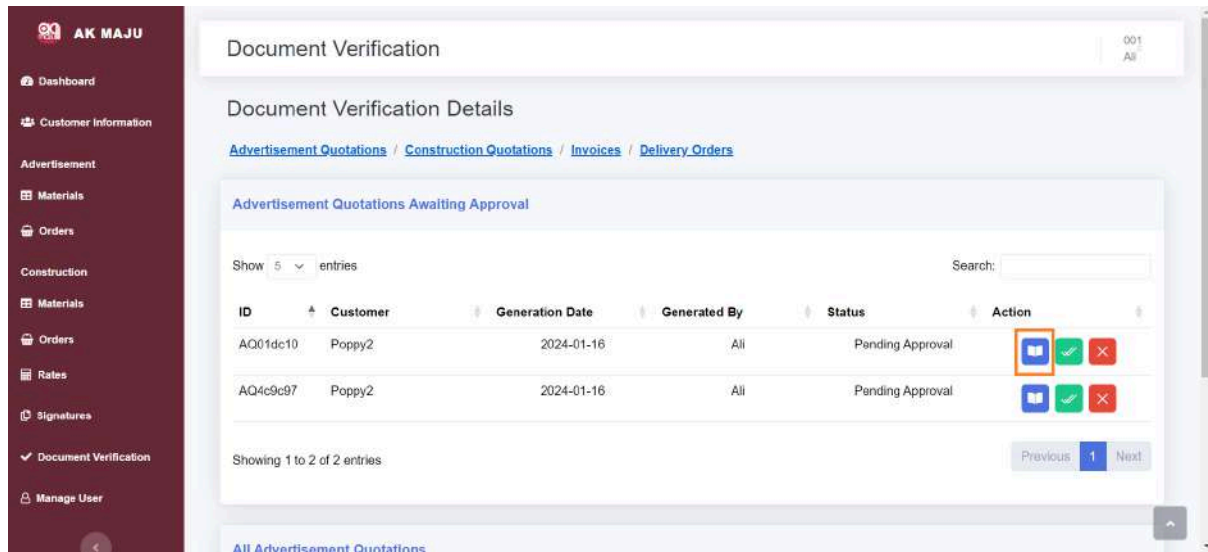 AK MAJU
Dashboard
Customer Information
Advertisement
Materials
Orders
Construction
Materials
Orders
Rates
Signatures
Document Verification
Manage User
Document Verification
001
Ali
Document Verification Details
Advertisement Quotations / Construction Quotations / Invoices / Delivery Orders
Advertisement Quotations Awaiting Approval
Show 5 entries Search:
ID Customer Generation Date Generated By Status Action
AQ01dc10 Poppy2 2024-01-16 Ali Pending Approval
AQ4c9c97 Poppy2 2024-01-16 Ali Pending Approval
Showing 1 to 2 of 2 entries Previous 1 Next
All Advertisement Quotations